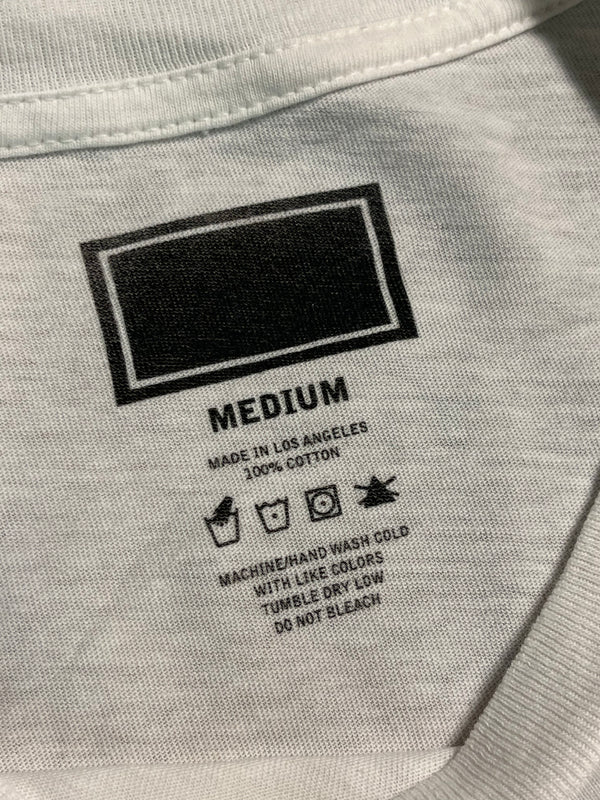 MEDIUM
MADE IN LOS ANGELES
100% COTTON
MACHINE/HAND WASH COLD
WITH LIKE COLORS
TUMBLE DRY LOW
DO NOT BLEACH